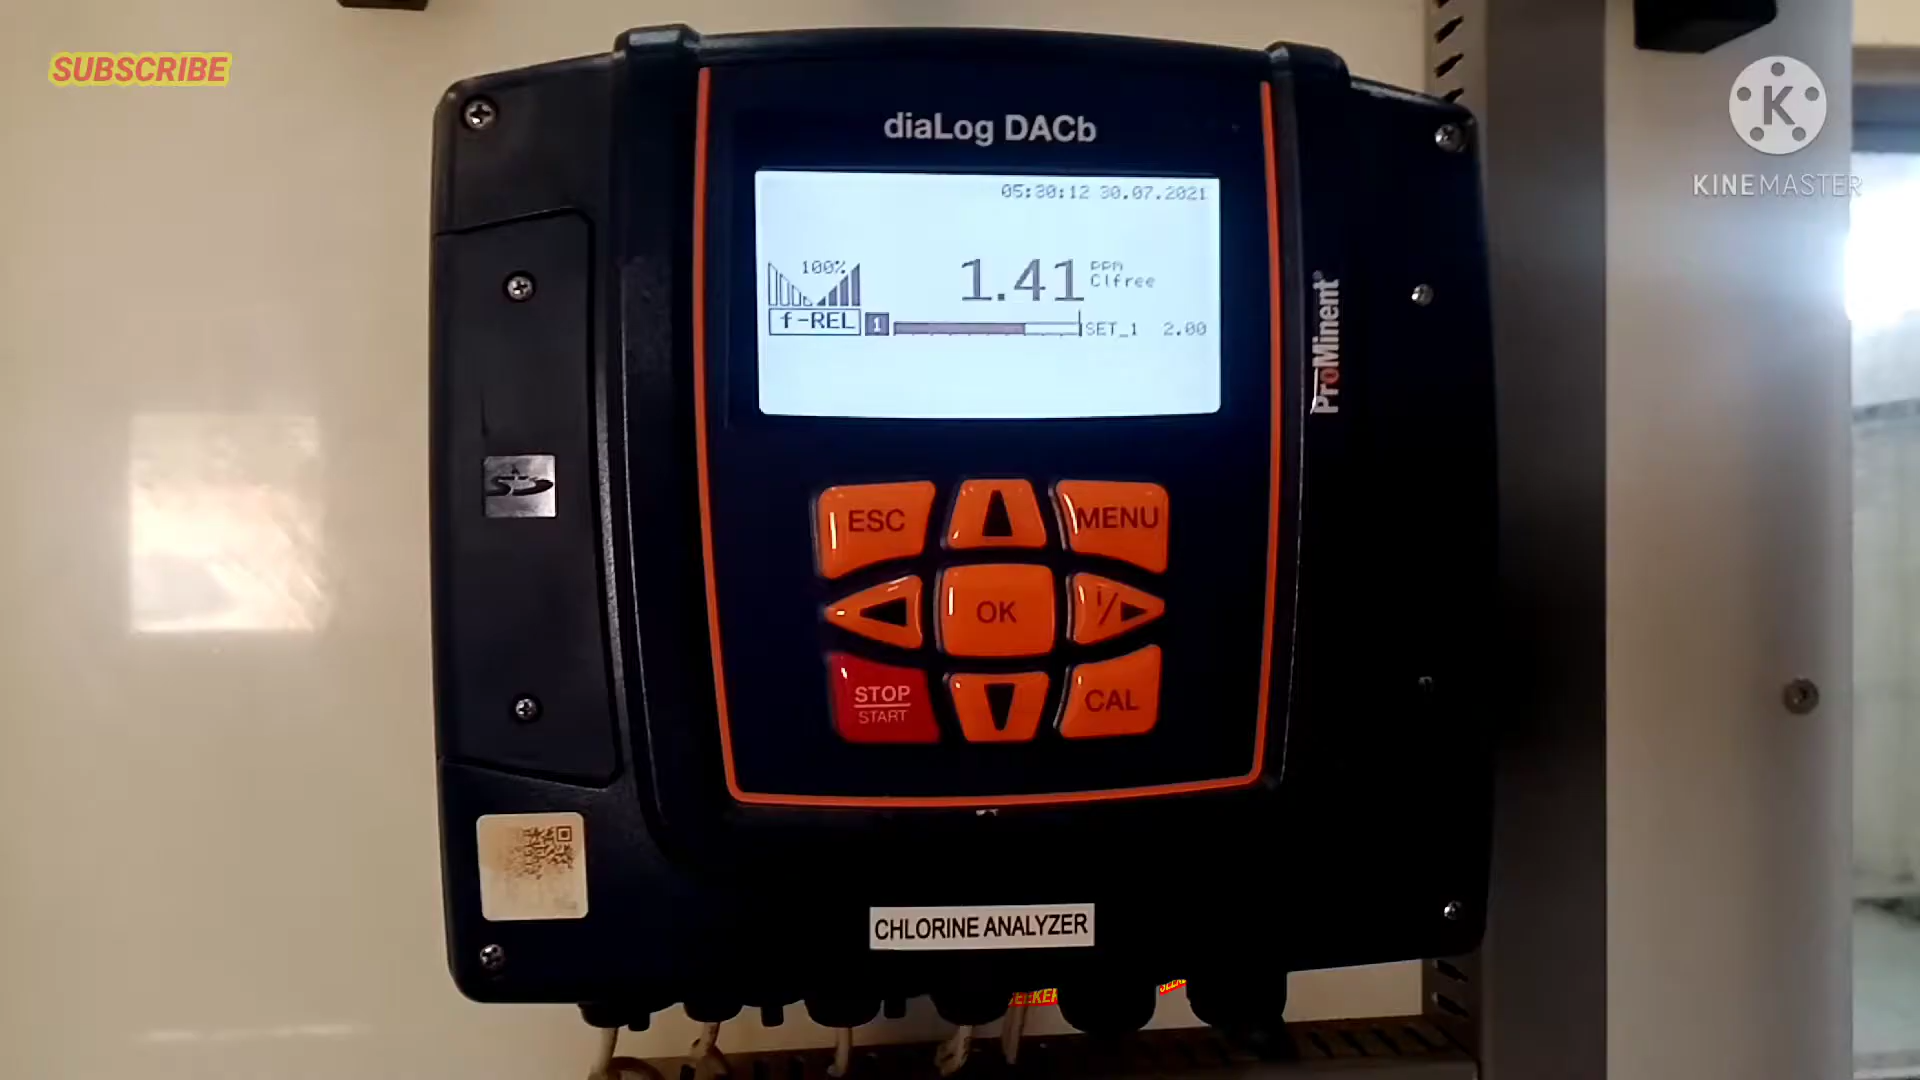 SUBSCRIBE
K
KINEMASTER
diaLog DACb
05:30:12 30.07.2021
100%
1.41
ppm
Clfree
f-REL
1
SET_1 2.00
ProMinent®
ESC
MENU
OK
i/
STOP
START
CAL
CHLORINE ANALYZER
SEEKER